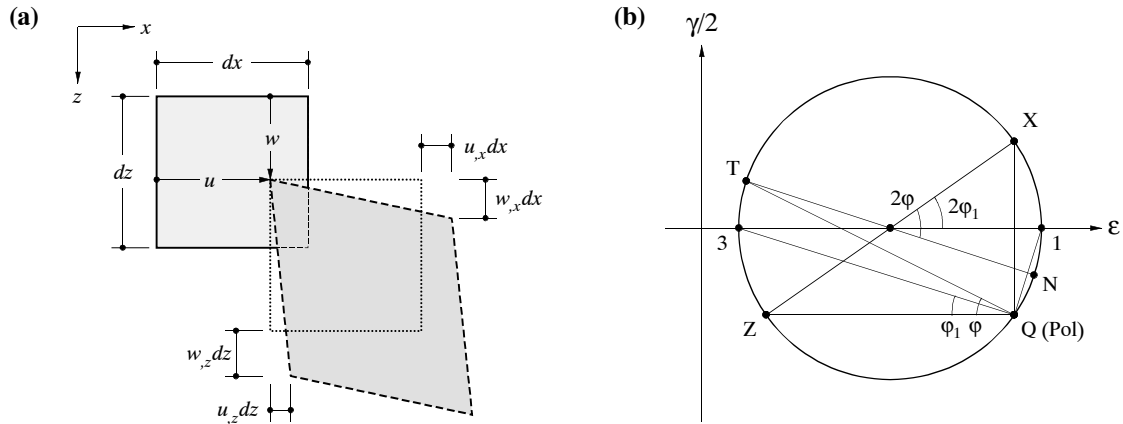 (a)
x
z
dx
dz
w
u
u,x dx
w,x dx
w,z dz
u,z dz
(b)
γ/2
ε
X
T
2φ
2φ₁
3
1
N
Z
φ₁
φ
Q (Pol)